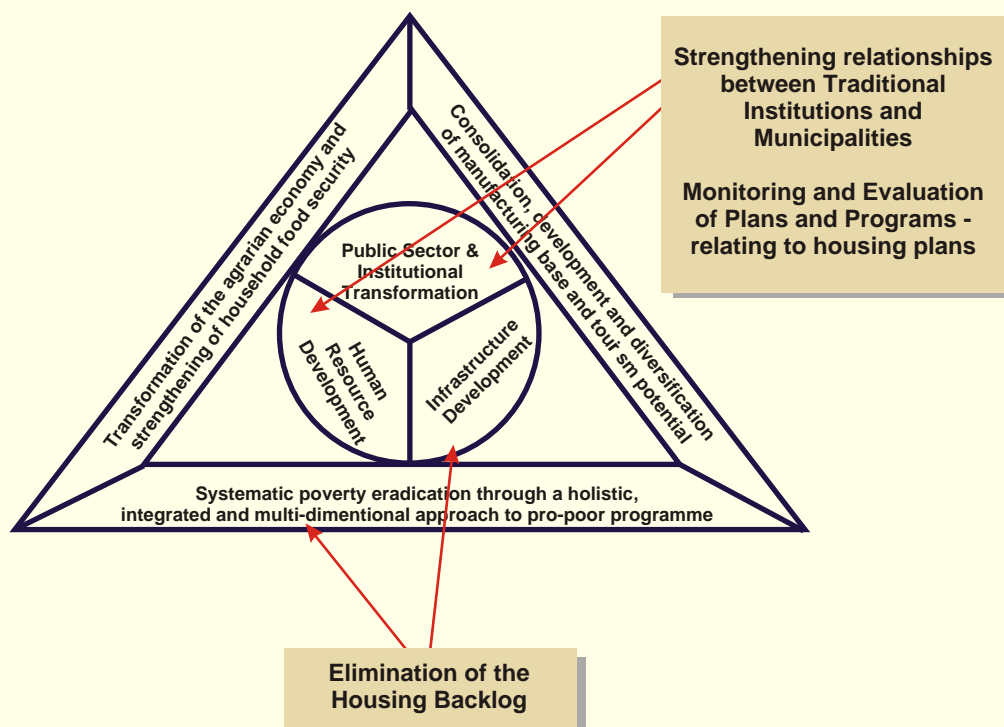 Strengthening relationships
between Traditional
Institutions and
Municipalities
Monitoring and Evaluation
of Plans and Programs -
relating to housing plans
Transformation of the agrarian economy and
strengthening of household food security
Consolidation, development and diversification
of manufacturing base and tour sm potential
Public Sector &
Institutional
Transformation
Human
Resource
Development
Infrastructure
Development
Systematic poverty eradication through a holistic,
integrated and multi-dimentional approach to pro-poor programme
Elimination of the
Housing Backlog